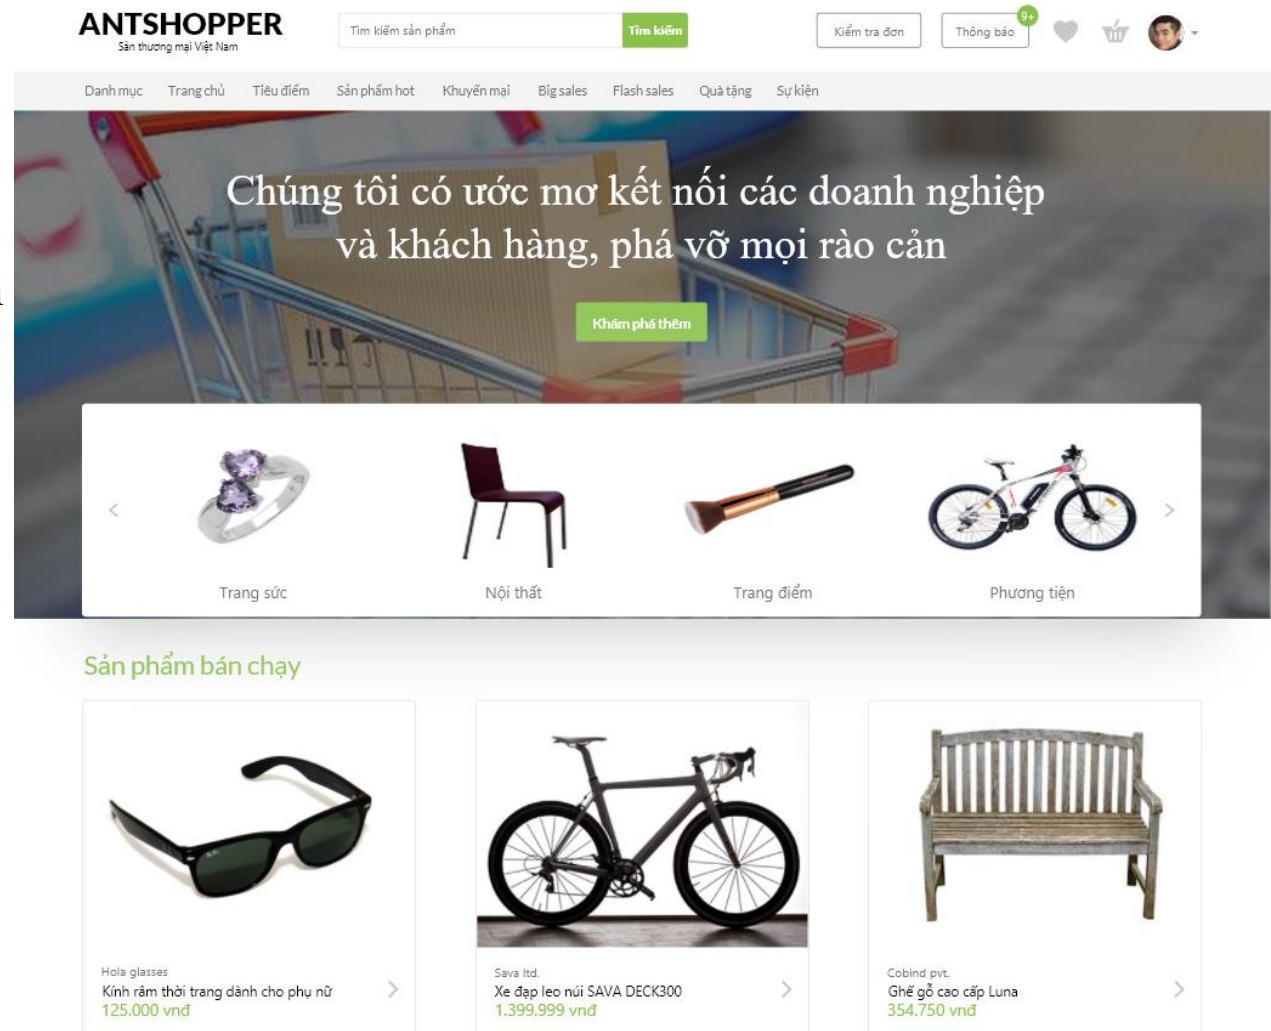 ANTSHOPPER
Sàn thương mại Việt Nam
Tìm kiếm sản phẩm
Tìm kiếm
Kiểm tra đơn
Thông báo
9+
Danh mục Trang chủ Tiêu điểm Sản phẩm hot Khuyến mại Big sales Flash sales Quà tặng Sự kiện
Chúng tôi có ước mơ kết nối các doanh nghiệp
và khách hàng, phá vỡ mọi rào cản
Khám phá thêm
Trang sức
Nội thất
Trang điểm
Phương tiện
Sản phẩm bán chạy
Hola glasses
Kính râm thời trang dành cho phụ nữ
125.000 vnđ
Sava ltd.
Xe đạp leo núi SAVA DECK300
1.399.999 vnđ
Cobind pvt.
Ghế gỗ cao cấp Luna
354.750 vnđ